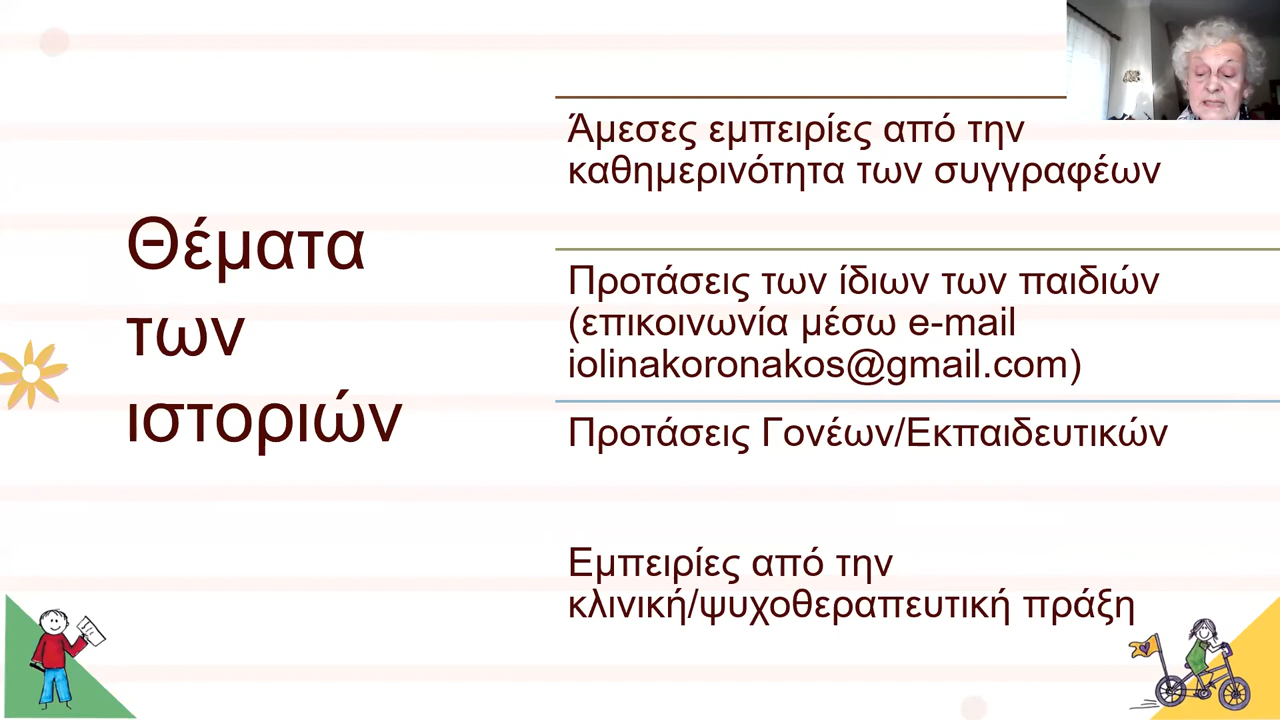 Θέματα
των
ιστοριών
Άμεσες εμπειρίες από την
καθημερινότητα των συγγραφέων
Προτάσεις των ίδιων των παιδιών
(επικοινωνία μέσω e-mail
iolinakoronakos@gmail.com)
Προτάσεις Γονέων/Εκπαιδευτικών
Εμπειρίες από την
κλινική/ψυχοθεραπευτική πράξη